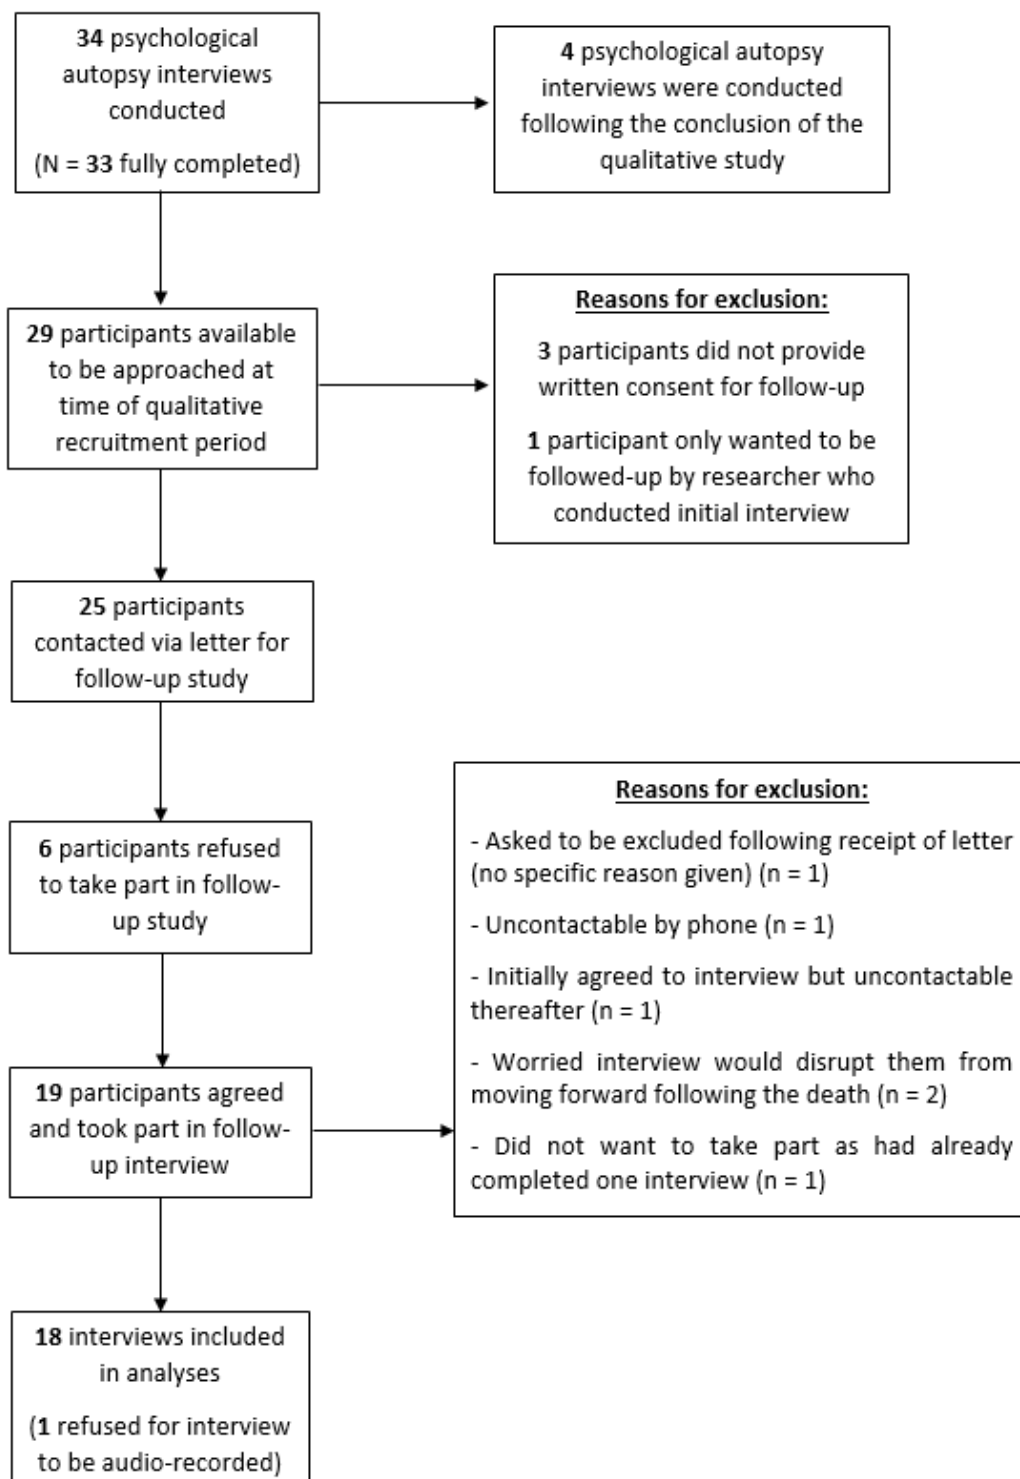 34 psychological
autopsy interviews
conducted
(N = 33 fully completed)
4 psychological autopsy
interviews were conducted
following the conclusion of the
qualitative study
29 participants available
to be approached at
time of qualitative
recruitment period
Reasons for exclusion:
3 participants did not provide
written consent for follow-up
1 participant only wanted to be
followed-up by researcher who
conducted initial interview
25 participants
contacted via letter for
follow-up study
6 participants refused
to take part in follow-
up study
Reasons for exclusion:
- Asked to be excluded following receipt of letter
(no specific reason given) (n = 1)
- Uncontactable by phone (n = 1)
- Initially agreed to interview but uncontactable
thereafter (n = 1)
- Worried interview would disrupt them from
moving forward following the death (n = 2)
- Did not want to take part as had already
completed one interview (n = 1)
19 participants agreed
and took part in follow-
up interview
18 interviews included
in analyses
(1 refused for interview
to be audio-recorded)